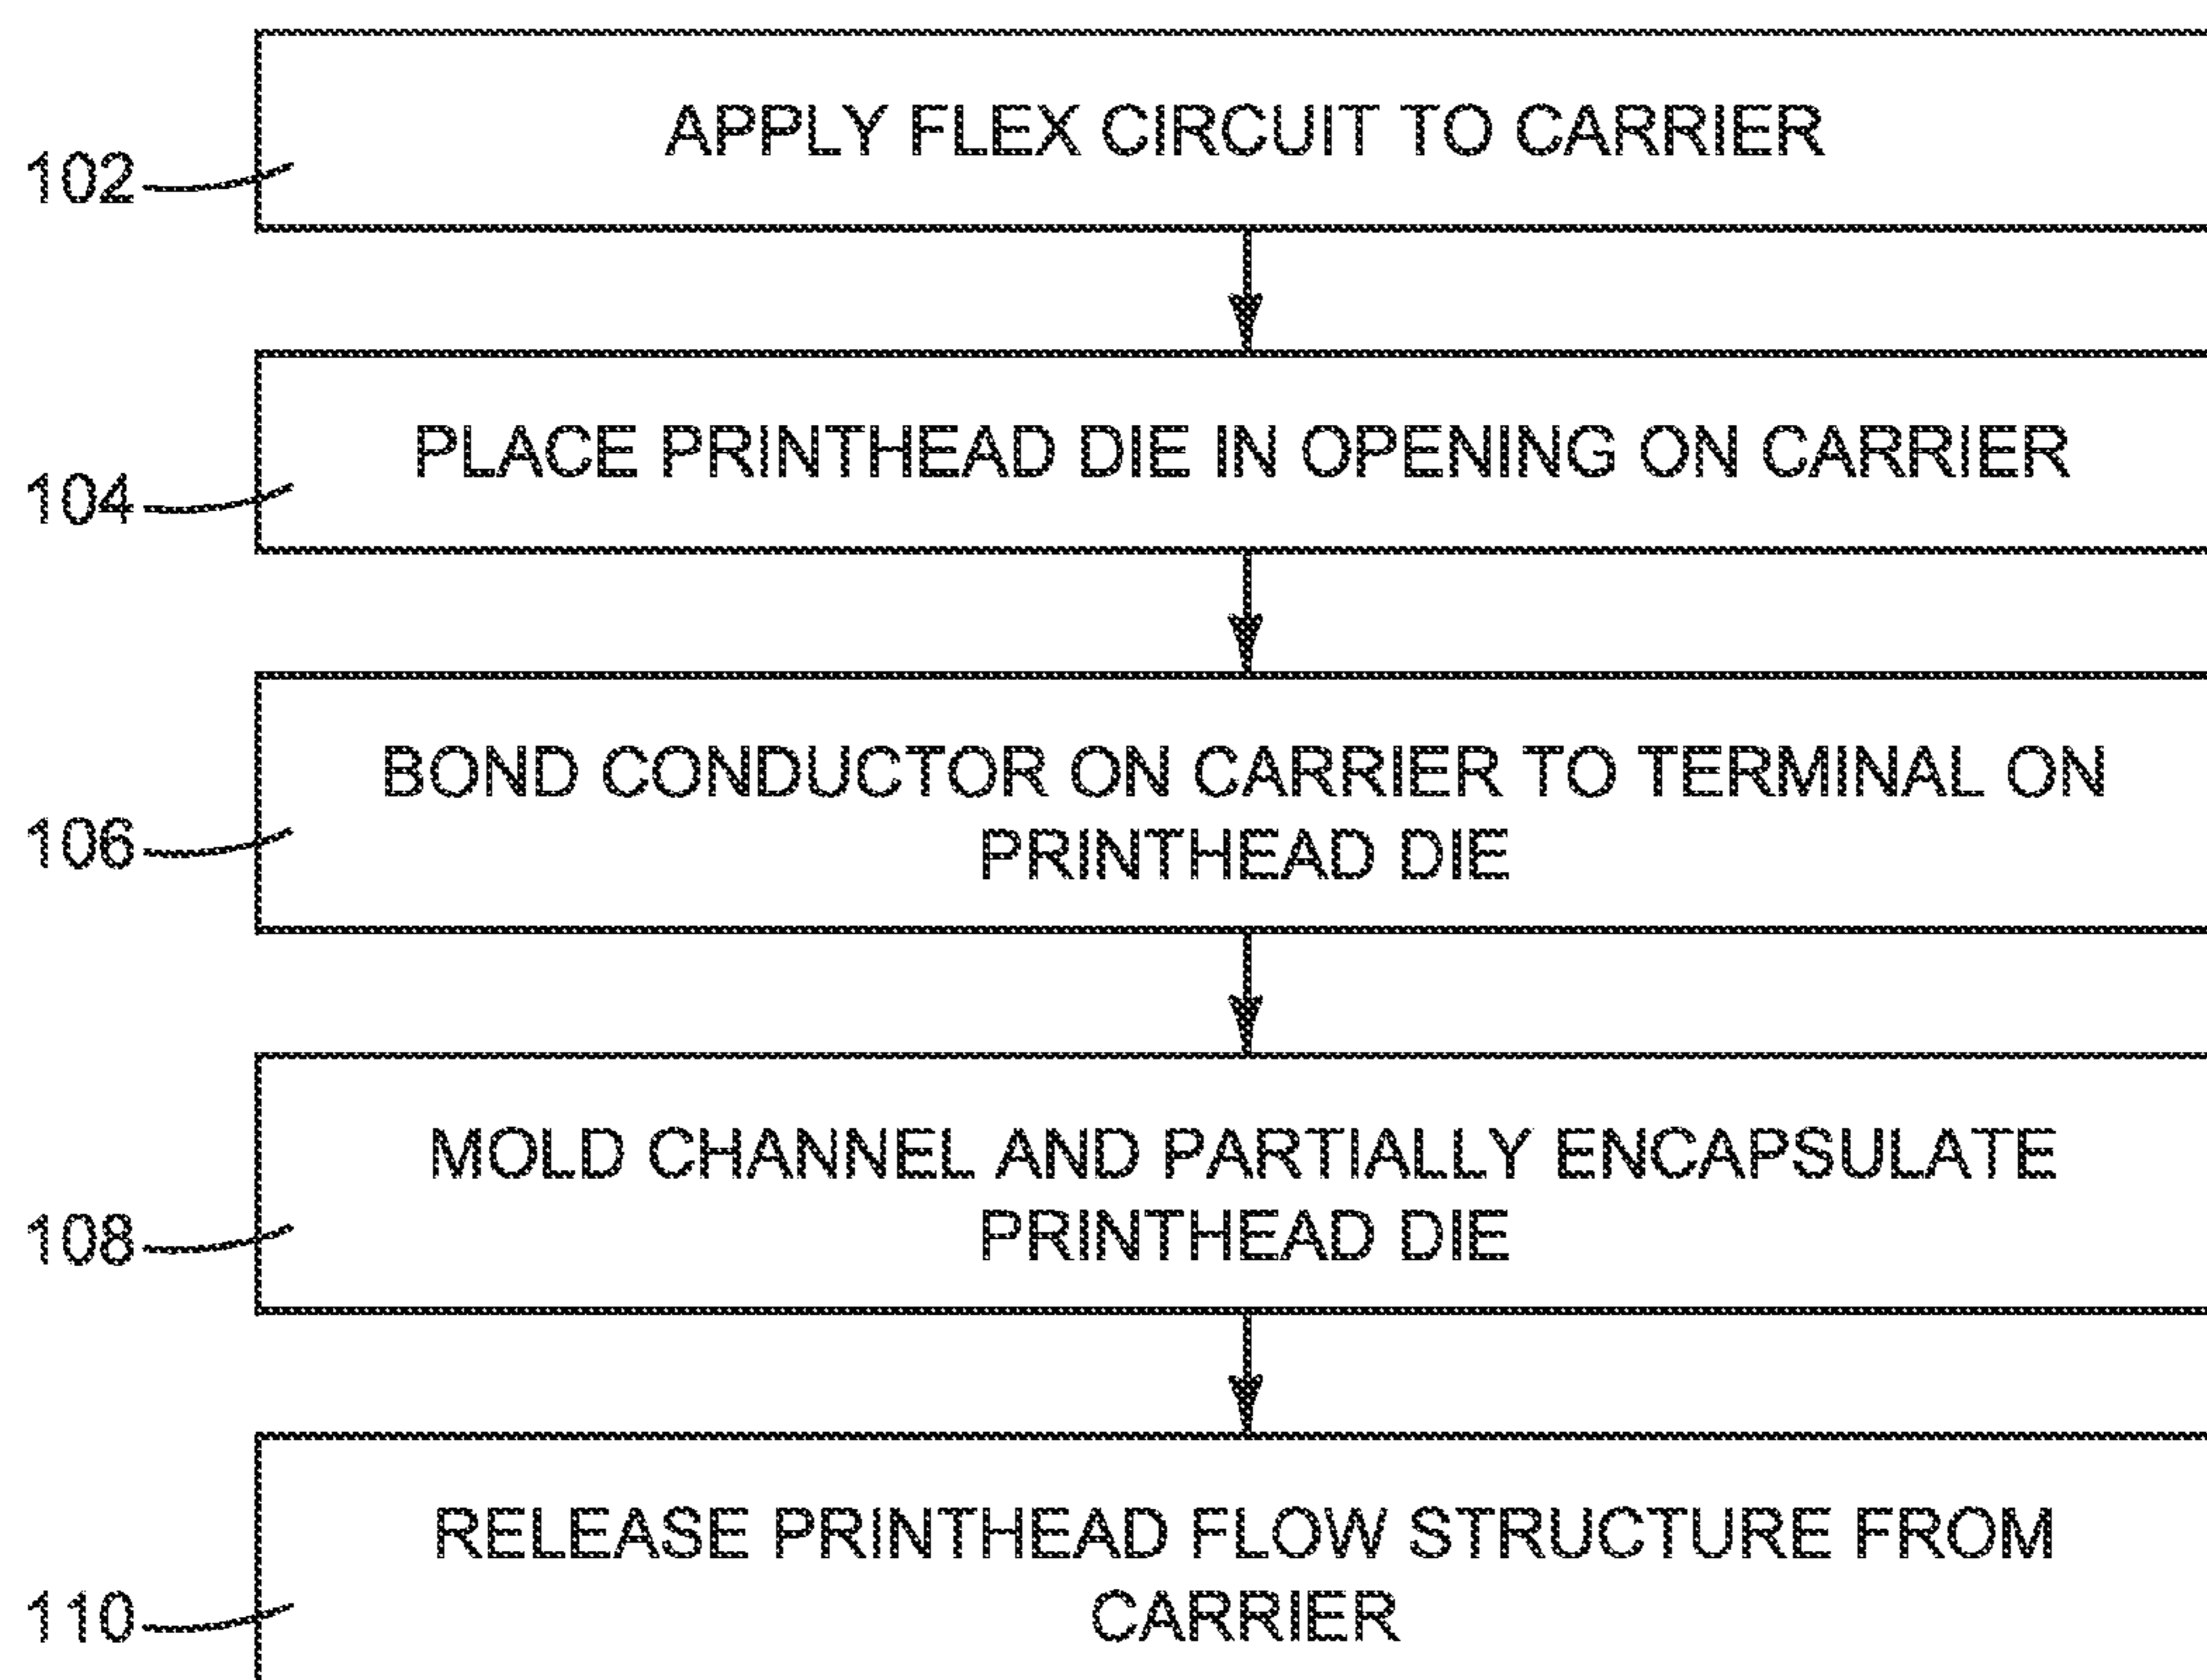 APPLY FLEX CIRCUIT TO CARRIER
102
PLACE PRINTHEAD DIE IN OPENING ON CARRIER
104
BOND CONDUCTOR ON CARRIER TO TERMINAL ON
PRINTHEAD DIE
106
MOLD CHANNEL AND PARTIALLY ENCAPSULATE
PRINTHEAD DIE
108
RELEASE PRINTHEAD FLOW STRUCTURE FROM
CARRIER
110